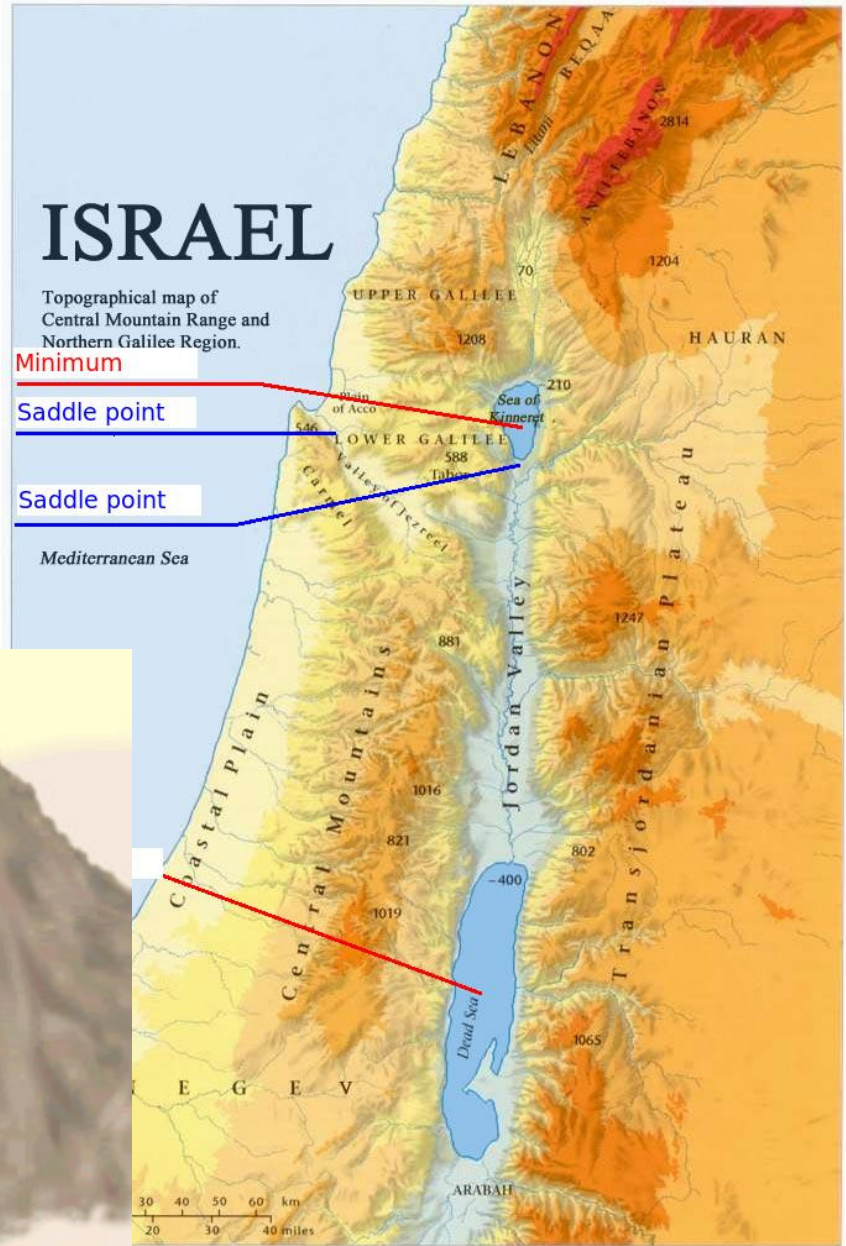 LEBANON
BEQAA
Litani
ANTI-LEBANON
2814
ISRAEL
1204
70
Topographical map of
Central Mountain Range and
Northern Galilee Region.
UPPER GALILEE
1208
HAURAN
Minimum
210
Sea of
Kinneret
Plain
of Acco
Saddle point
546
LOWER GALILEE
588
Tabor
Carmel
Valley of Jezreel
Saddle point
Mediterranean Sea
Jordan Valley
Transjordanian Plateau
1247
881
Central Mountains
Coastal Plain
1016
821
802
-400
1019
Dead Sea
1065
N E G E V
ARABAH
30 40 50 60 km
20 30 40 miles